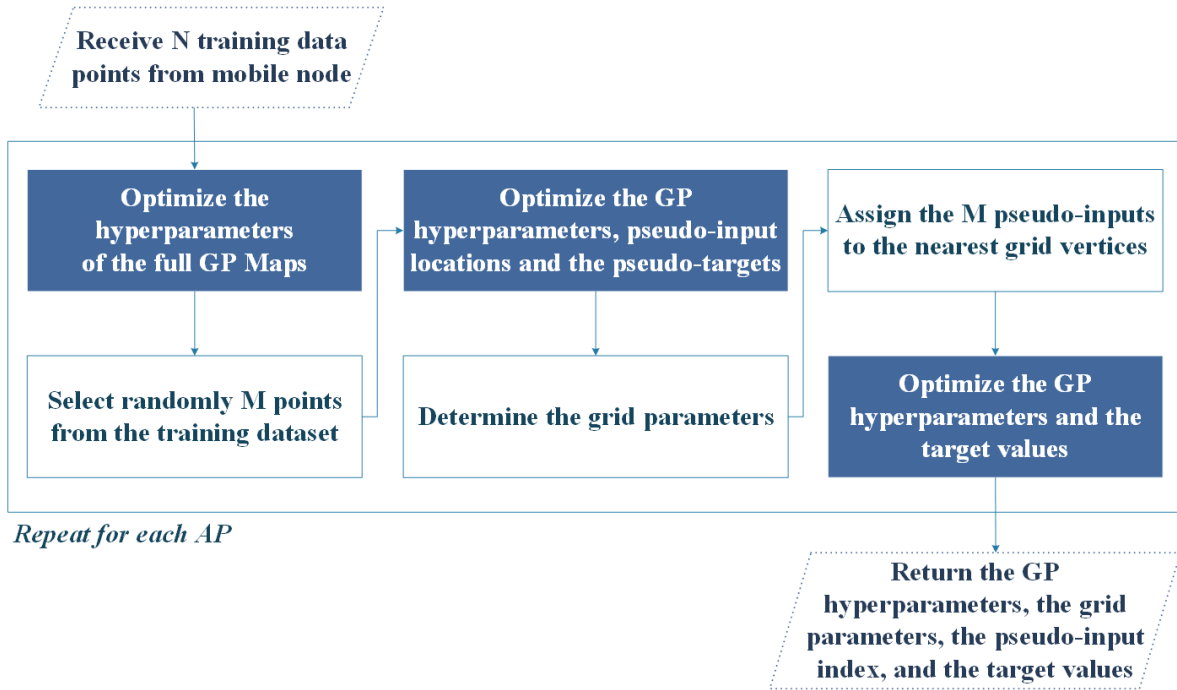 Receive N training data
points from mobile node
Optimize the
hyperparameters
of the full GP Maps
Select randomly M points
from the training dataset
Optimize the GP
hyperparameters, pseudo-input
locations and the pseudo-targets
Determine the grid parameters
Assign the M pseudo-inputs
to the nearest grid vertices
Optimize the GP
hyperparameters and the
target values
Repeat for each AP
Return the GP
hyperparameters, the grid
parameters, the pseudo-input
index, and the target values